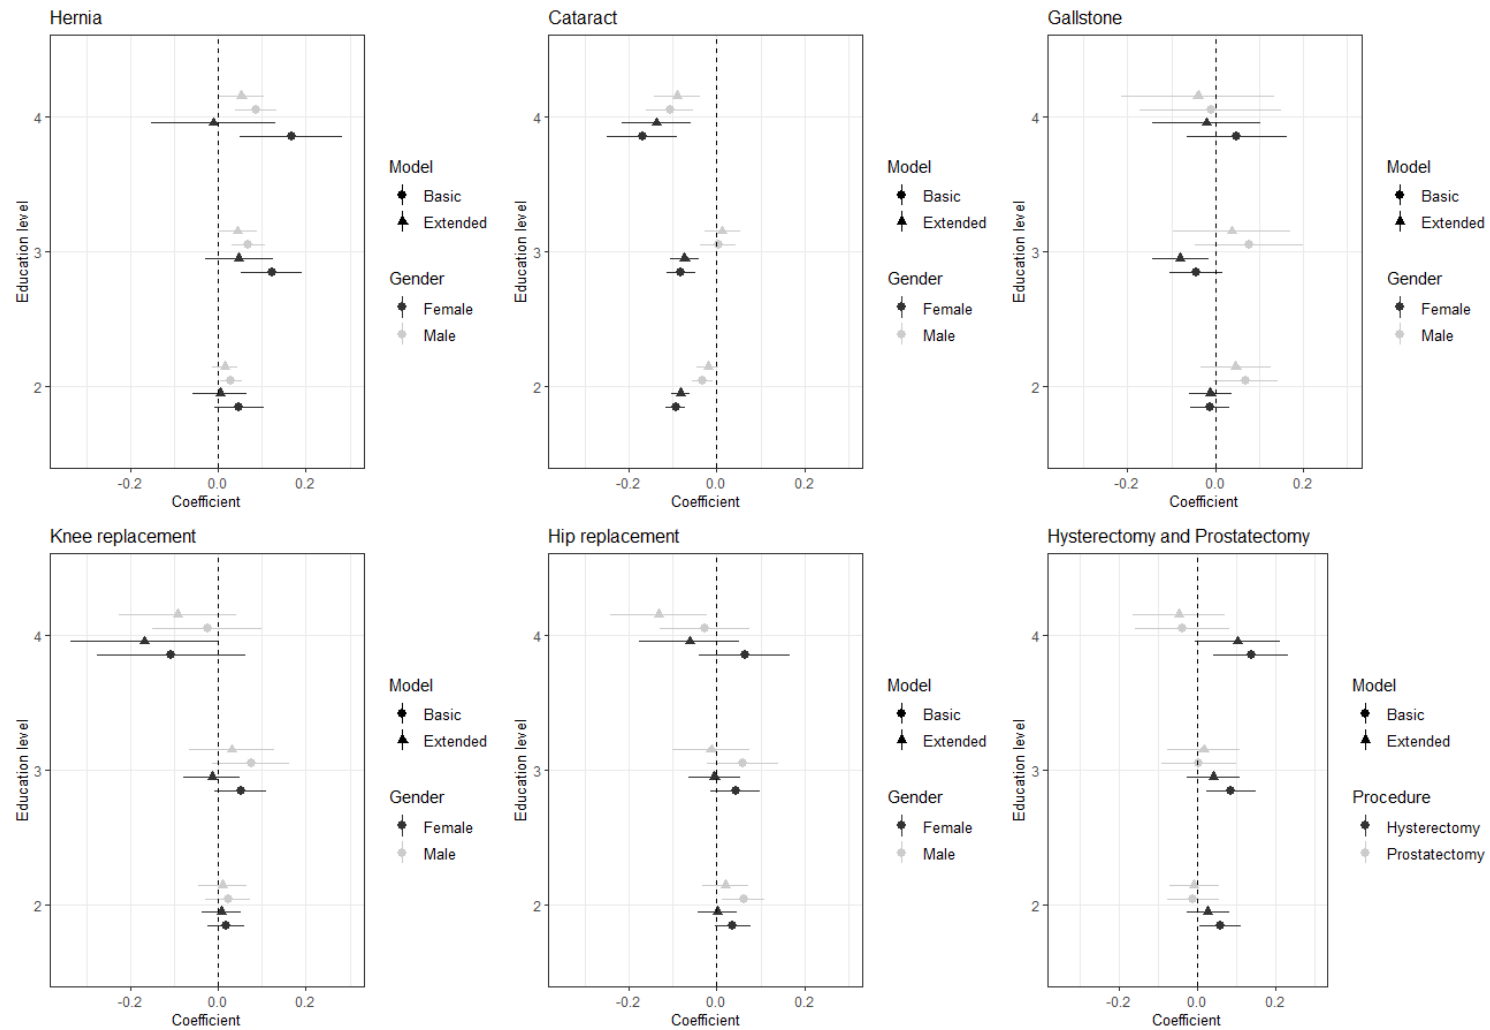 Hernia
Education level
4
3
2
-0.2 0.0 0.2
Coefficient
Model
Basic
Extended
Gender
Female
Male
Cataract
Education level
4
3
2
-0.2 0.0 0.2
Coefficient
Model
Basic
Extended
Gender
Female
Male
Gallstone
Education level
4
3
2
-0.2 0.0 0.2
Coefficient
Model
Basic
Extended
Gender
Female
Male
Knee replacement
Education level
4
3
2
-0.2 0.0 0.2
Coefficient
Model
Basic
Extended
Gender
Female
Male
Hip replacement
Education level
4
3
2
-0.2 0.0 0.2
Coefficient
Model
Basic
Extended
Gender
Female
Male
Hysterectomy and Prostatectomy
Education level
4
3
2
-0.2 0.0 0.2
Coefficient
Model
Basic
Extended
Procedure
Hysterectomy
Prostatectomy